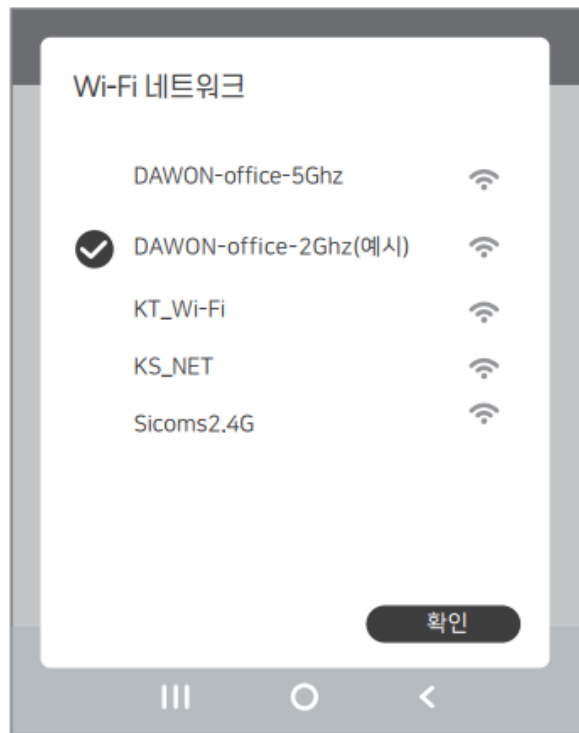 Wi-Fi 네트워크
DAWON-office-5Ghz
DAWON-office-2Ghz(예시)
KT_Wi-Fi
KS_NET
Sicoms2.4G
확인